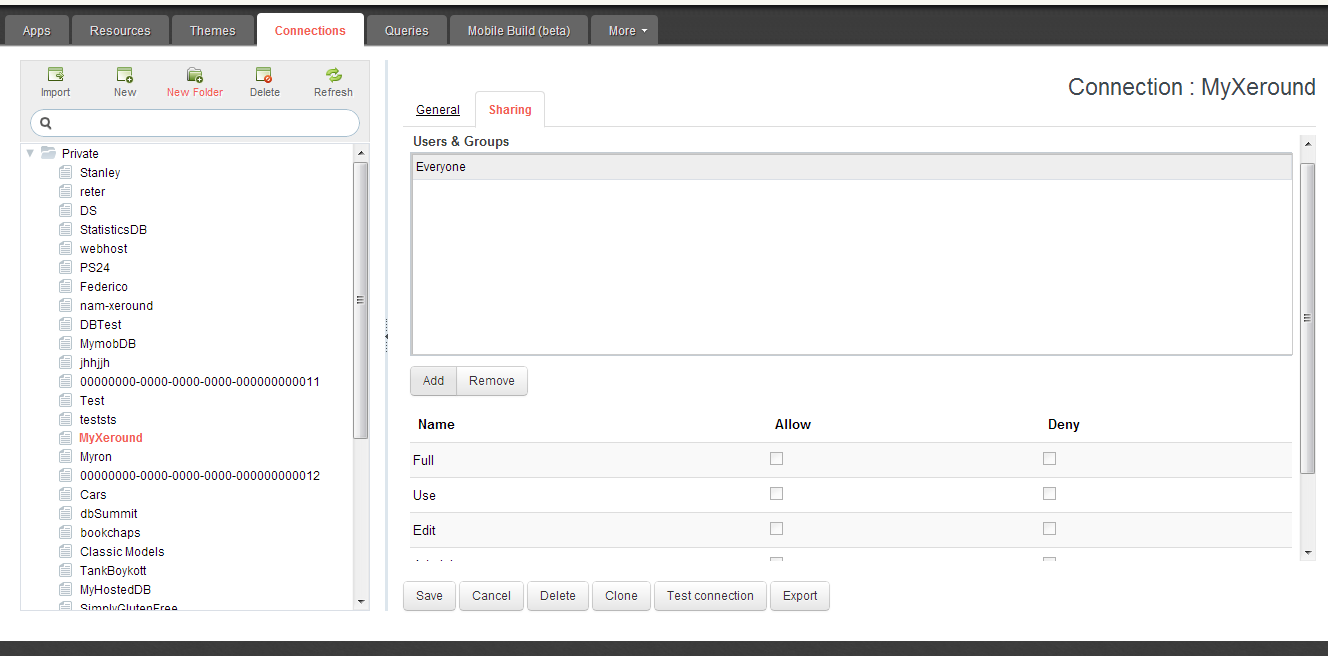 Apps Resources Themes Connections Queries Mobile Build (beta) More
Import New New Folder Delete Refresh
Private
Stanley
reter
DS
StatisticsDB
webhost
PS24
Federico
nam-xeround
DBTest
MymobDB
jhhjjh
00000000-0000-0000-0000-000000000011
Test
teststs
MyXeround
Myron
00000000-0000-0000-0000-000000000012
Cars
dbSummit
bookchaps
Classic Models
TankBoykott
MyHostedDB
SimplyGlutenFree
Connection : MyXeround
General Sharing
Users & Groups
Everyone
Add Remove
Name Allow Deny
Full
Use
Edit
Save Cancel Delete Clone Test connection Export